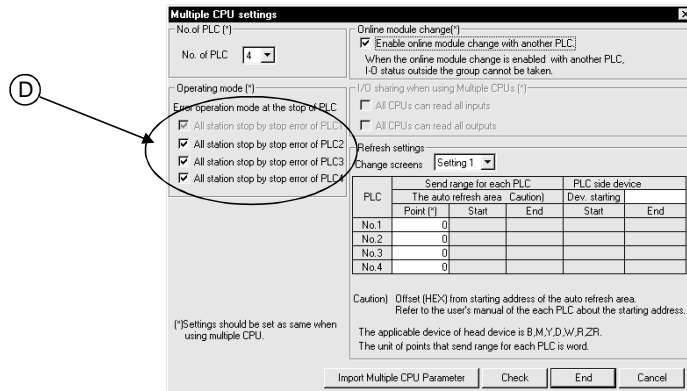 Multiple CPU settings
No.of PLC (*)
No. of PLC 4
Online module change(*)
Enable online module change with another PLC.
When the online module change is enabled with another PLC,
I-O status outside the group cannot be taken.
D
Operating mode (*)
Error operation mode at the stop of PLC
All station stop by stop error of PLC1
All station stop by stop error of PLC2
All station stop by stop error of PLC3
All station stop by stop error of PLC4
I/O sharing when using Multiple CPUs (*)
All CPUs can read all inputs
All CPUs can read all outputs
Refresh settings
Change screens Setting 1
PLC Send range for each PLC PLC side device
The auto refresh area Caution) Dev. starting
Point (*) Start End Start End
No.1 0
No.2 0
No.3 0
No.4 0
Caution) Offset (HEX) from starting address of the auto refresh area.
Refer to the user's manual of the each PLC about the starting address.
(*)Settings should be set as same when
using multiple CPU.
The applicable device of head device is B,M,Y,D,W,R,ZR.
The unit of points that send range for each PLC is word.
Import Multiple CPU Parameter Check End Cancel